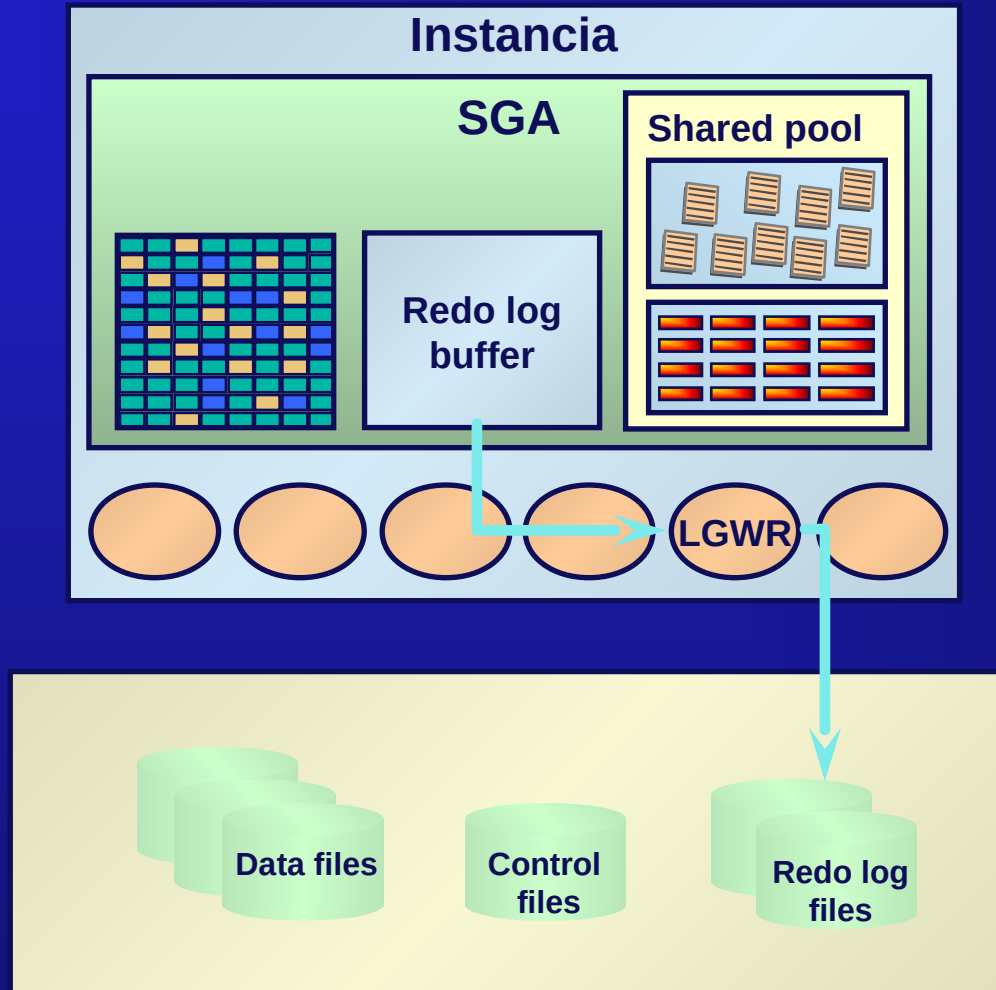 Instancia
SGA
Shared pool
Redo log
buffer
LGWR
Data files
Control
files
Redo log
files